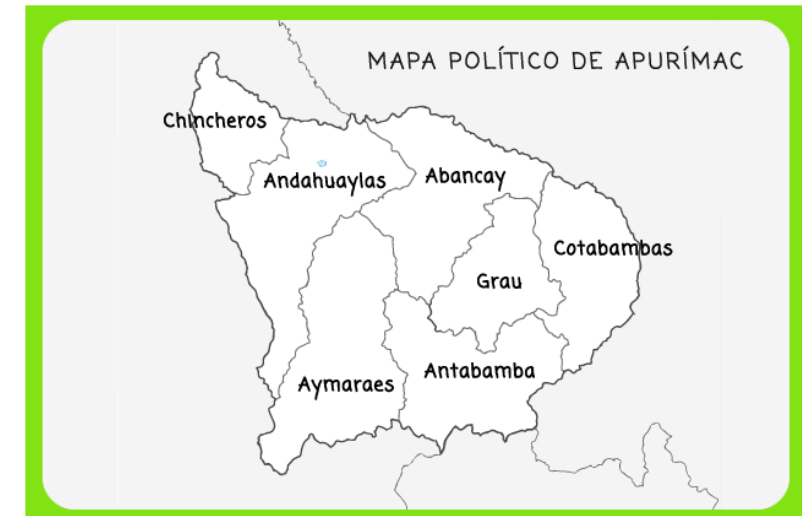 MAPA POLÍTICO DE APURÍMAC
Chincheros
Andahuaylas
Abancay
Cotabambas
Grau
Antabamba
Aymaraes